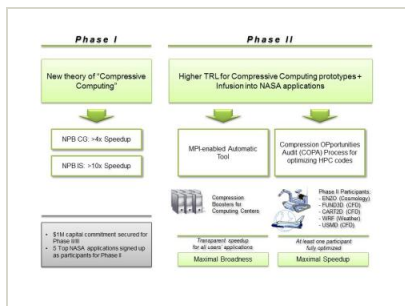 Phase I
New theory of "Compressive
Computing"
NPB CG: >4x Speedup
NPB IS: >10x Speedup
• $1M capital commitment secured for
Phase II/III
• 5 Top NASA applications signed up
as participants for Phase II
Phase II
Higher TRL for Compressive Computing prototypes +
Infusion into NASA applications
MPI-enabled Automatic
Tool
Compression
Boosters for
Computing Centers
Transparent speedup
for all users' applications
Maximal Broadness
Compression OPportunities
Audit (COPA) Process for
optimizing HPC codes
Phase II Participants:
- ENZO (Cosmology)
- FUN3D (CFD)
- CART3D (CFD)
- WRF (Weather)
- USM3D (CFD)
At least one participant
fully optimized
Maximal Speedup